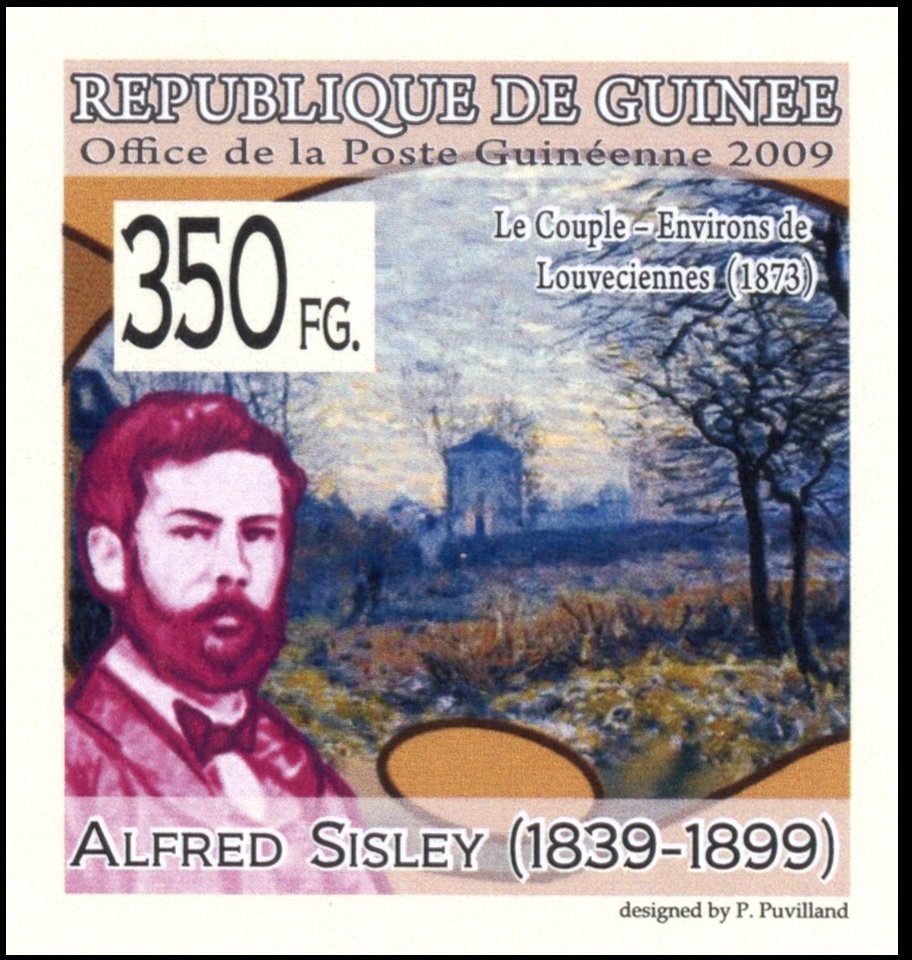 REPUBLIQUE DE GUINEE
Office de la Poste Guinéenne 2009
350 FG.
Le Couple – Environs de
Louveciennes (1873)
ALFRED SISLEY (1839-1899)
designed by P. Puvilland